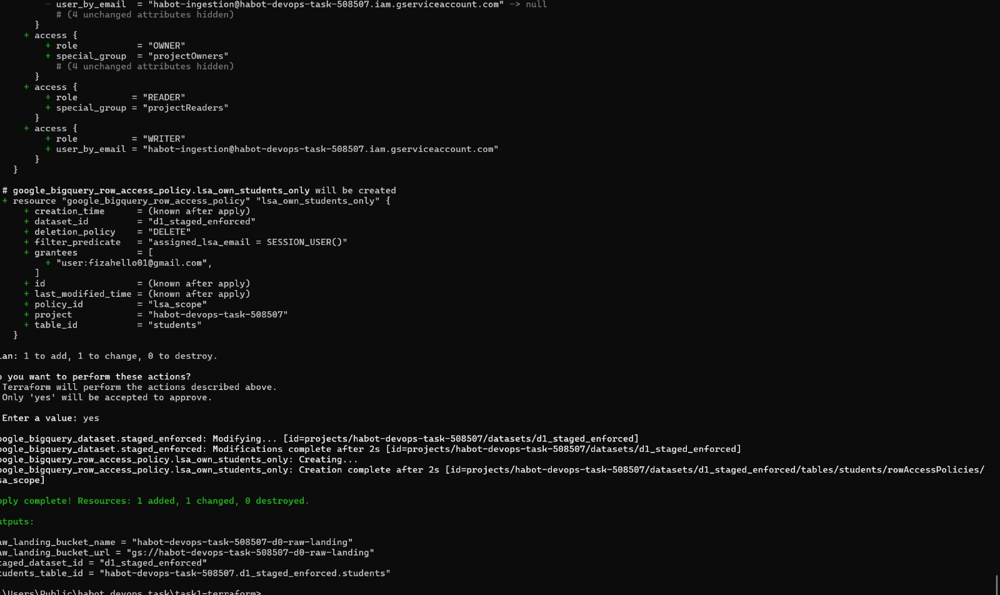 - user_by_email  = "habot-ingestion@habot-devops-task-508507.iam.gserviceaccount.com" -> null
# (4 unchanged attributes hidden)
}
+ access {
+ role          = "OWNER"
+ special_group = "projectOwners"
# (4 unchanged attributes hidden)
}
+ access {
+ role          = "READER"
+ special_group = "projectReaders"
}
+ access {
+ role          = "WRITER"
+ user_by_email = "habot-ingestion@habot-devops-task-508507.iam.gserviceaccount.com"
}
}
# google_bigquery_row_access_policy.lsa_own_students_only will be created
+ resource "google_bigquery_row_access_policy" "lsa_own_students_only" {
+ creation_time      = (known after apply)
+ dataset_id         = "d1_staged_enforced"
+ deletion_policy    = "DELETE"
+ filter_predicate   = "assigned_lsa_email = SESSION_USER()"
+ grantees           = [
+ "user:fizahello01@gmail.com",
]
+ id                 = (known after apply)
+ last_modified_time = (known after apply)
+ policy_id          = "lsa_scope"
+ project            = "habot-devops-task-508507"
+ table_id           = "students"
}
lan: 1 to add, 1 to change, 0 to destroy.
o you want to perform these actions?
Terraform will perform the actions described above.
Only 'yes' will be accepted to approve.
Enter a value: yes
oogle_bigquery_dataset.staged_enforced: Modifying... [id=projects/habot-devops-task-508507/datasets/d1_staged_enforced]
oogle_bigquery_dataset.staged_enforced: Modifications complete after 2s [id=projects/habot-devops-task-508507/datasets/d1_staged_enforced]
oogle_bigquery_row_access_policy.lsa_own_students_only: Creating...
oogle_bigquery_row_access_policy.lsa_own_students_only: Creation complete after 2s [id=projects/habot-devops-task-508507/datasets/d1_staged_enforced/tables/students/rowAccessPolicies/
sa_scope]
pply complete! Resources: 1 added, 1 changed, 0 destroyed.
utputs:
aw_landing_bucket_name = "habot-devops-task-508507-d0-raw-landing"
aw_landing_bucket_url = "gs://habot-devops-task-508507-d0-raw-landing"
taged_dataset_id = "d1_staged_enforced"
tudents_table_id = "habot-devops-task-508507.d1_staged_enforced.students"
:\Users\Public\habot_devops_task\task1-terraform>